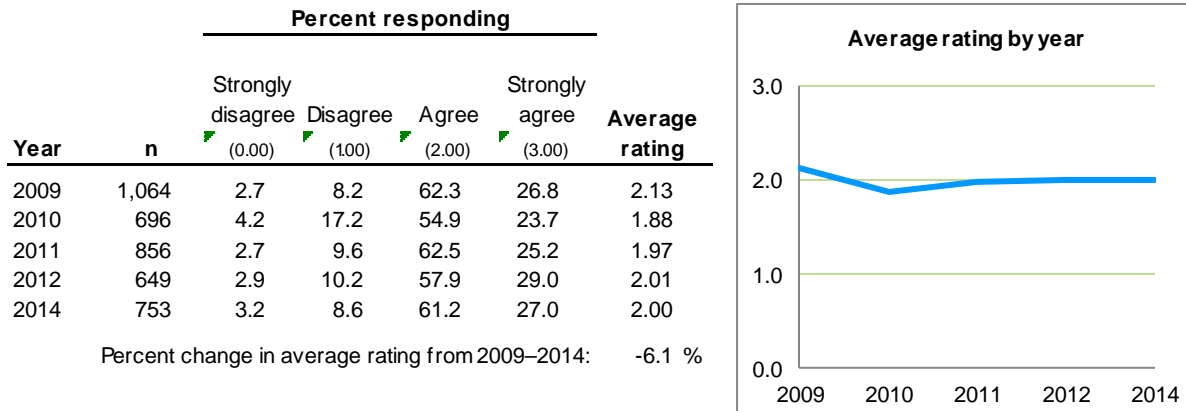 Percent responding
Strongly disagree Disagree Agree Strongly agree Average rating
Year n (0.00) (1.00) (2.00) (3.00)
2009 1,064 2.7 8.2 62.3 26.8 2.13
2010 696 4.2 17.2 54.9 23.7 1.88
2011 856 2.7 9.6 62.5 25.2 1.97
2012 649 2.9 10.2 57.9 29.0 2.01
2014 753 3.2 8.6 61.2 27.0 2.00
Percent change in average rating from 2009–2014: -6.1 %
Average rating by year
3.0
2.0
1.0
0.0
2009 2010 2011 2012 2014